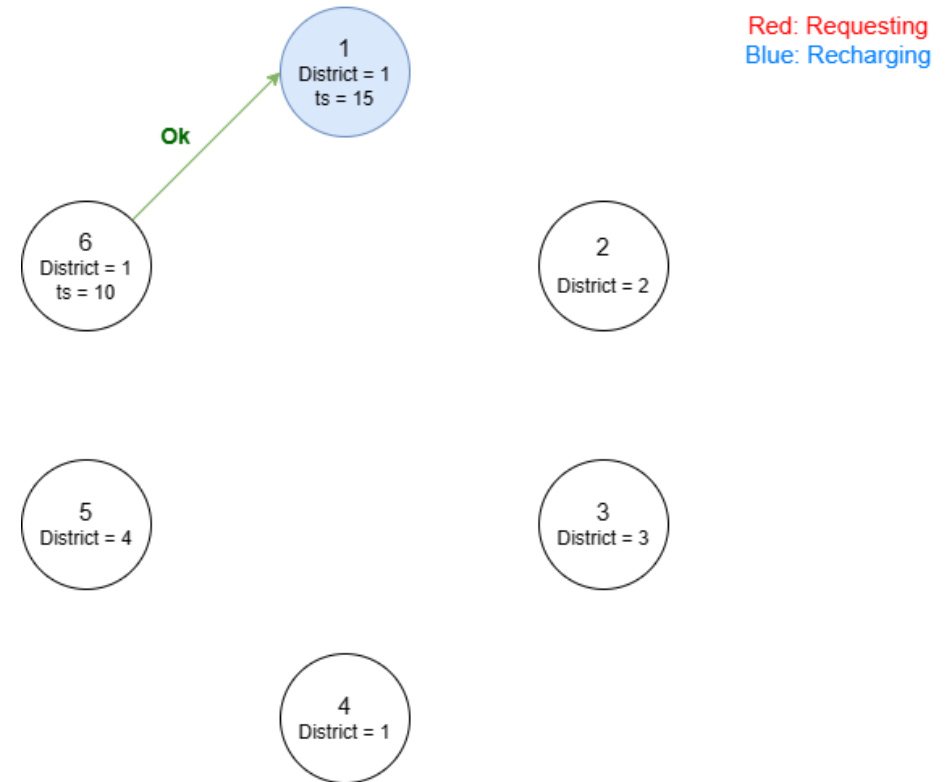 Red: Requesting
Blue: Recharging
1
District = 1
ts = 15
Ok
6
District = 1
ts = 10
2
District = 2
5
District = 4
3
District = 3
4
District = 1